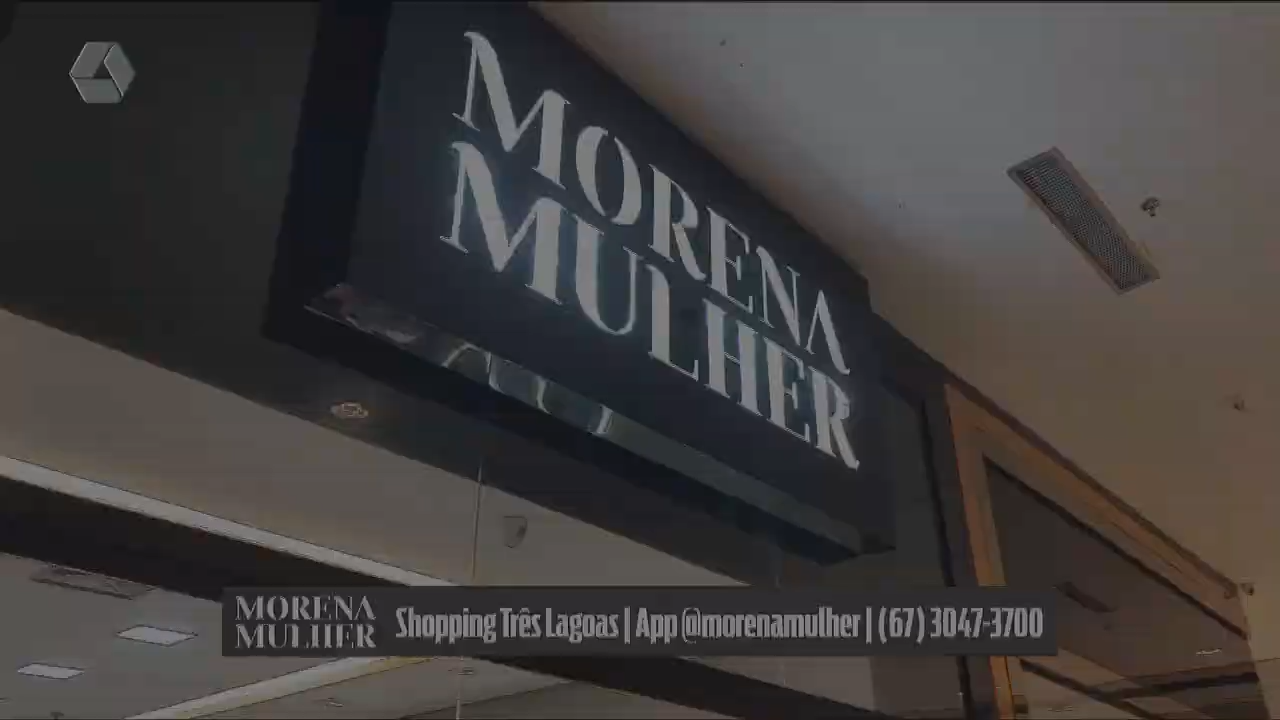 MORENA
MULHER
MORENA
MULHER
Shopping Três Lagoas | App @morenamulher | (67) 3047-3700